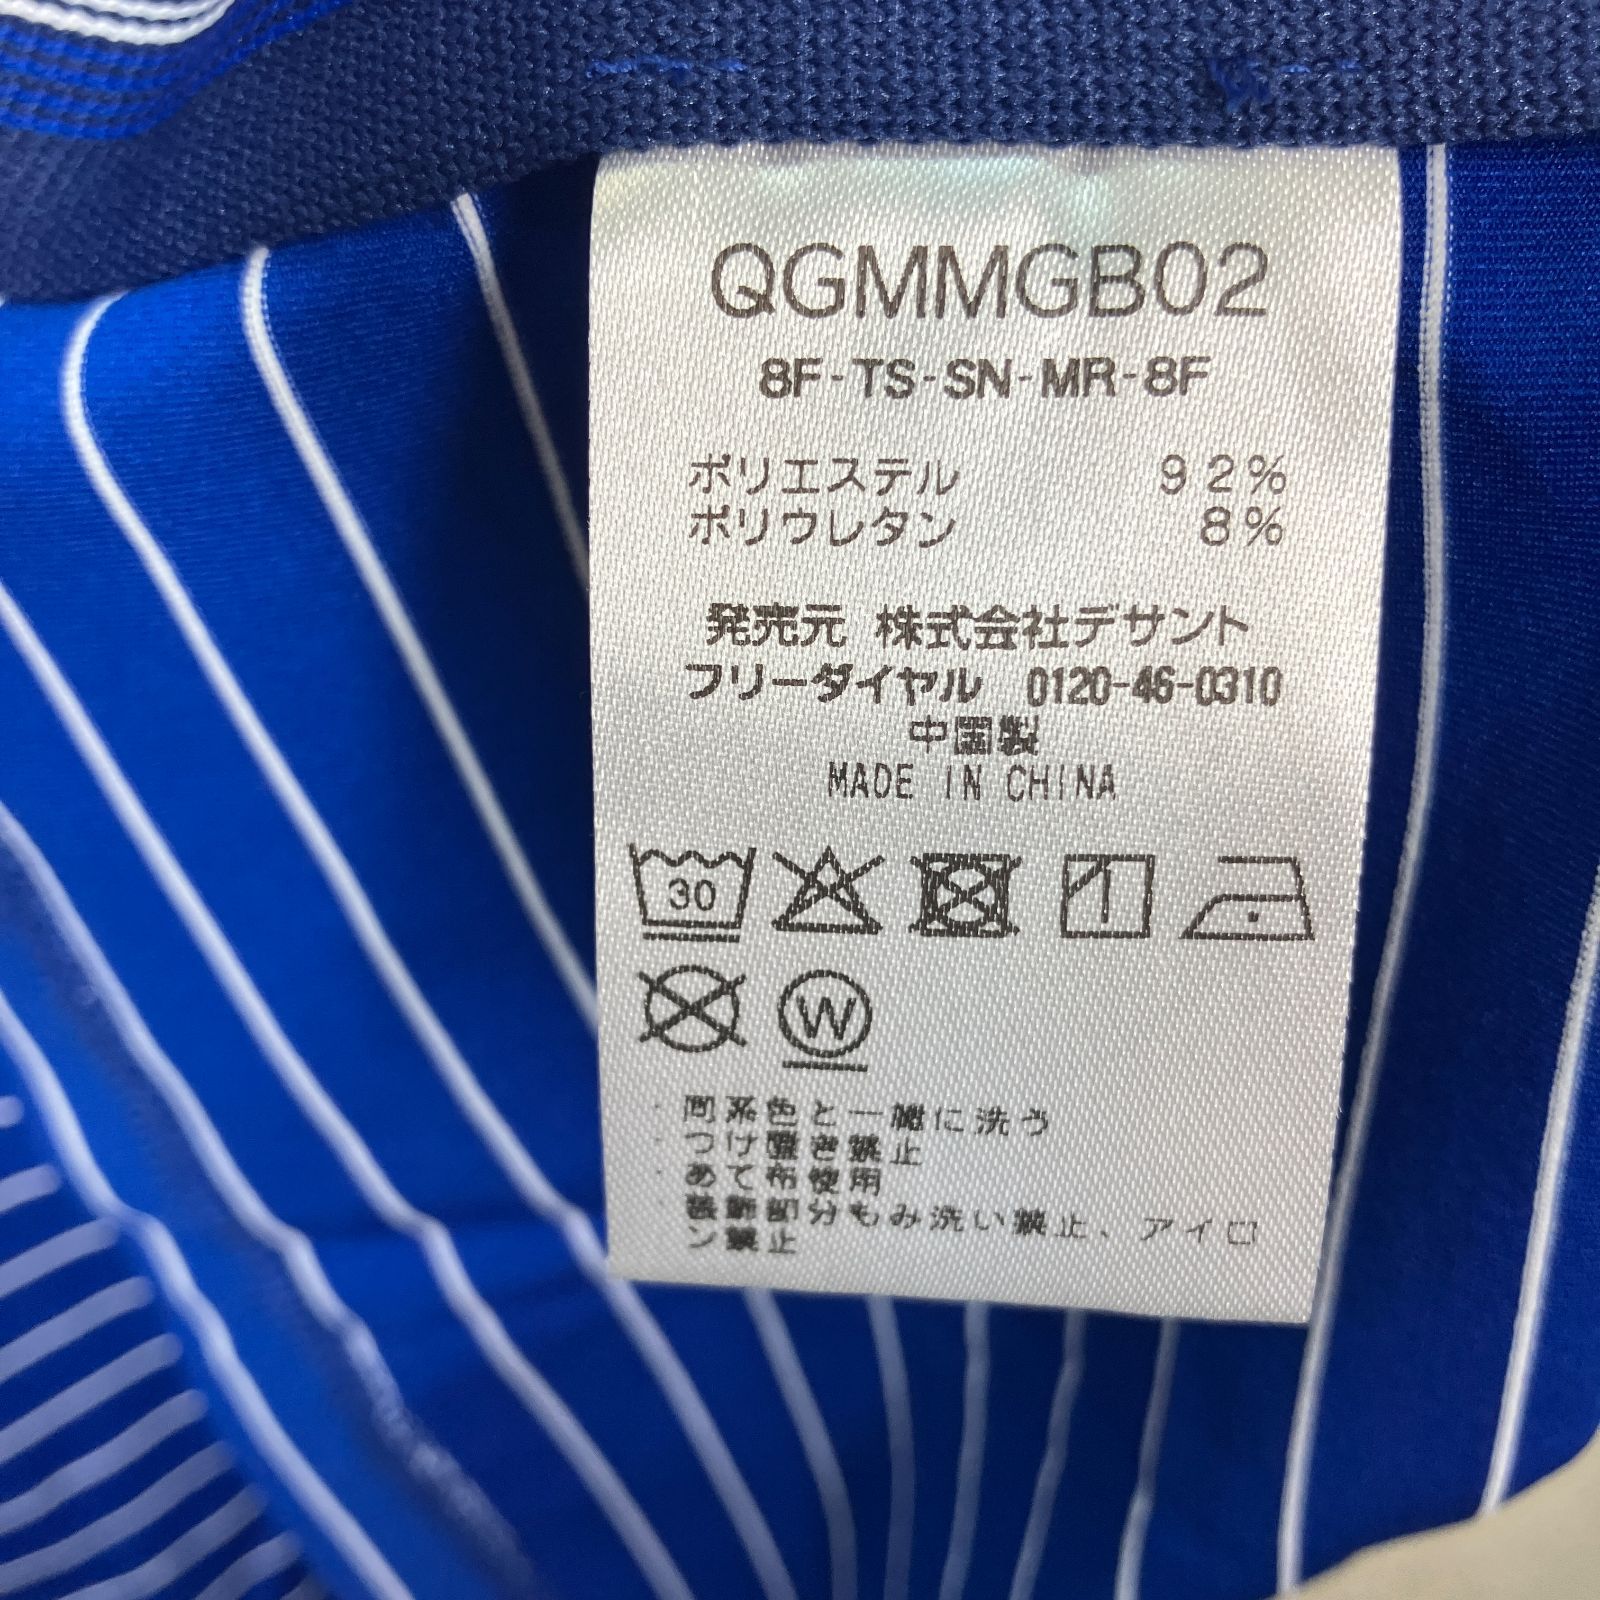 QGMMGB02
8F-TS-SN-MR-8F
ポリエステル 92%
ポリウレタン 8%
発売元 株式会社デサント
フリーダイヤル 0120-46-0310
中国製
MADE IN CHINA
30
W
・同系色と一緒に洗う
・つけ置き禁止
・あて布使用
・装飾部分もみ洗い禁止、アイロ
ン禁止